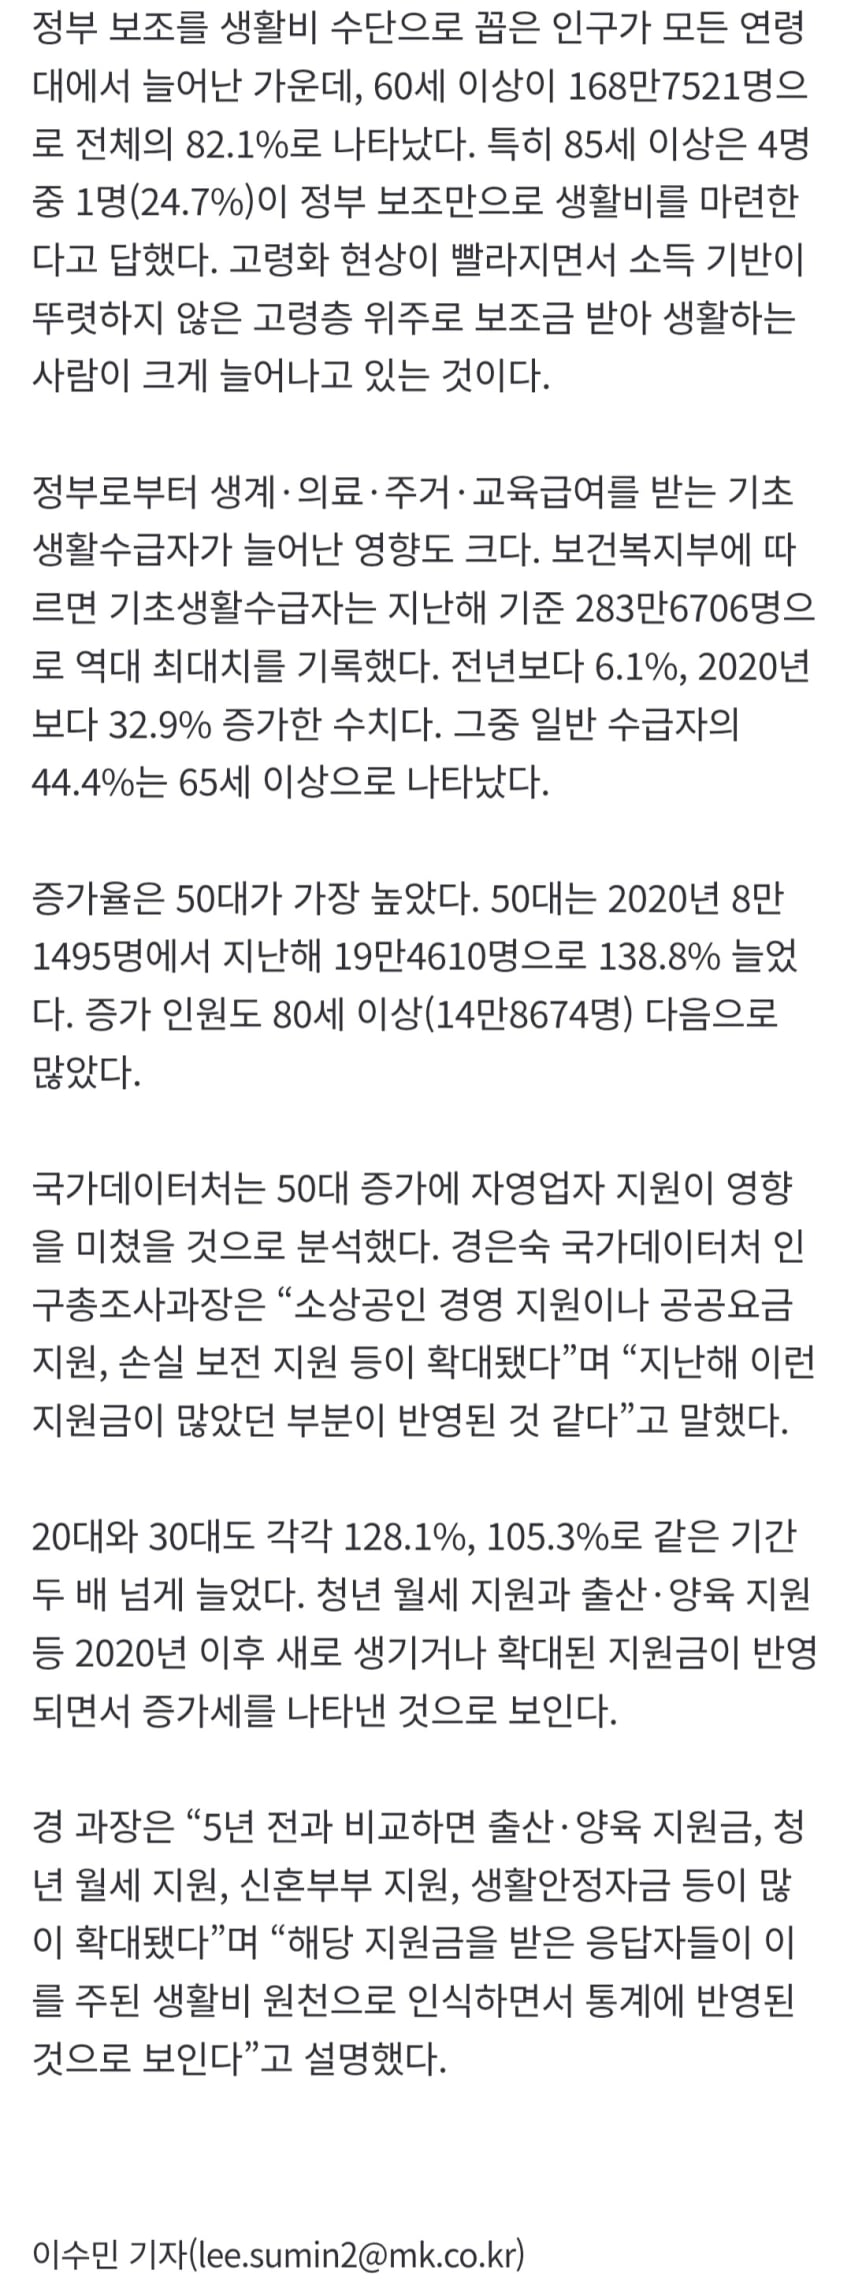 정부 보조를 생활비 수단으로 꼽은 인구가 모든 연령
대에서 늘어난 가운데, 60세 이상이 168만7521명으
로 전체의 82.1%로 나타났다. 특히 85세 이상은 4명
중 1명(24.7%)이 정부 보조만으로 생활비를 마련한
다고 답했다. 고령화 현상이 빨라지면서 소득 기반이
뚜렷하지 않은 고령층 위주로 보조금 받아 생활하는
사람이 크게 늘어나고 있는 것이다.
정부로부터 생계·의료·주거·교육급여를 받는 기초
생활수급자가 늘어난 영향도 크다. 보건복지부에 따
르면 기초생활수급자는 지난해 기준 283만6706명으
로 역대 최대치를 기록했다. 전년보다 6.1%, 2020년
보다 32.9% 증가한 수치다. 그중 일반 수급자의
44.4%는 65세 이상으로 나타났다.
증가율은 50대가 가장 높았다. 50대는 2020년 8만
1495명에서 지난해 19만4610명으로 138.8% 늘었
다. 증가 인원도 80세 이상(14만8674명) 다음으로
많았다.
국가데이터처는 50대 증가에 자영업자 지원이 영향
을 미쳤을 것으로 분석했다. 경은숙 국가데이터처 인
구총조사과장은 “소상공인 경영 지원이나 공공요금
지원, 손실 보전 지원 등이 확대됐다”며 “지난해 이런
지원금이 많았던 부분이 반영된 것 같다”고 말했다.
20대와 30대도 각각 128.1%, 105.3%로 같은 기간
두 배 넘게 늘었다. 청년 월세 지원과 출산·양육 지원
등 2020년 이후 새로 생기거나 확대된 지원금이 반영
되면서 증가세를 나타낸 것으로 보인다.
경 과장은 “5년 전과 비교하면 출산·양육 지원금, 청
년 월세 지원, 신혼부부 지원, 생활안정자금 등이 많
이 확대됐다”며 “해당 지원금을 받은 응답자들이 이
를 주된 생활비 원천으로 인식하면서 통계에 반영된
것으로 보인다”고 설명했다.
이수민 기자(lee.sumin2@mk.co.kr)